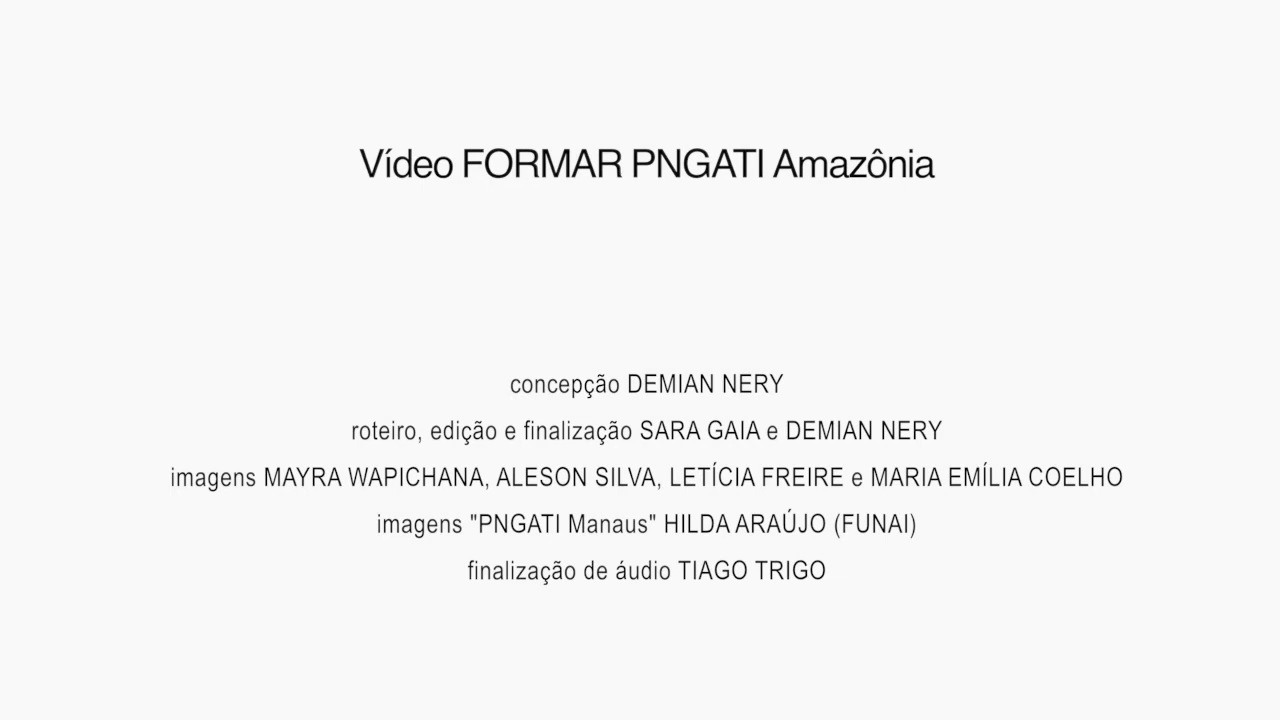 Vídeo FORMAR PNGATI Amazônia
concepção DEMIAN NERY
roteiro, edição e finalização SARA GAIA e DEMIAN NERY
imagens MAYRA WAPICHANA, ALESON SILVA, LETÍCIA FREIRE e MARIA EMÍLIA COELHO
imagens "PNGATI Manaus" HILDA ARAÚJO (FUNAI)
finalização de áudio TIAGO TRIGO